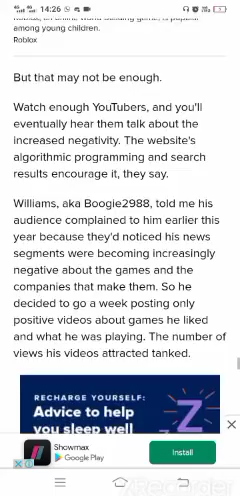 14:26
among young children.
Roblox
But that may not be enough.
Watch enough YouTubers, and you'll
eventually hear them talk about the
increased negativity. The website's
algorithmic programming and search
results encourage it, they say.
Williams, aka Boogie2988, told me his
audience complained to him earlier this
year because they'd noticed his news
segments were becoming increasingly
negative about the games and the
companies that make them. So he
decided to go a week posting only
positive videos about games he liked
and what he was playing. The number of
views his videos attracted tanked.
RECHARGE YOURSELF:
Advice to help
you sleep well
Z
Showmax
Google Play
Install